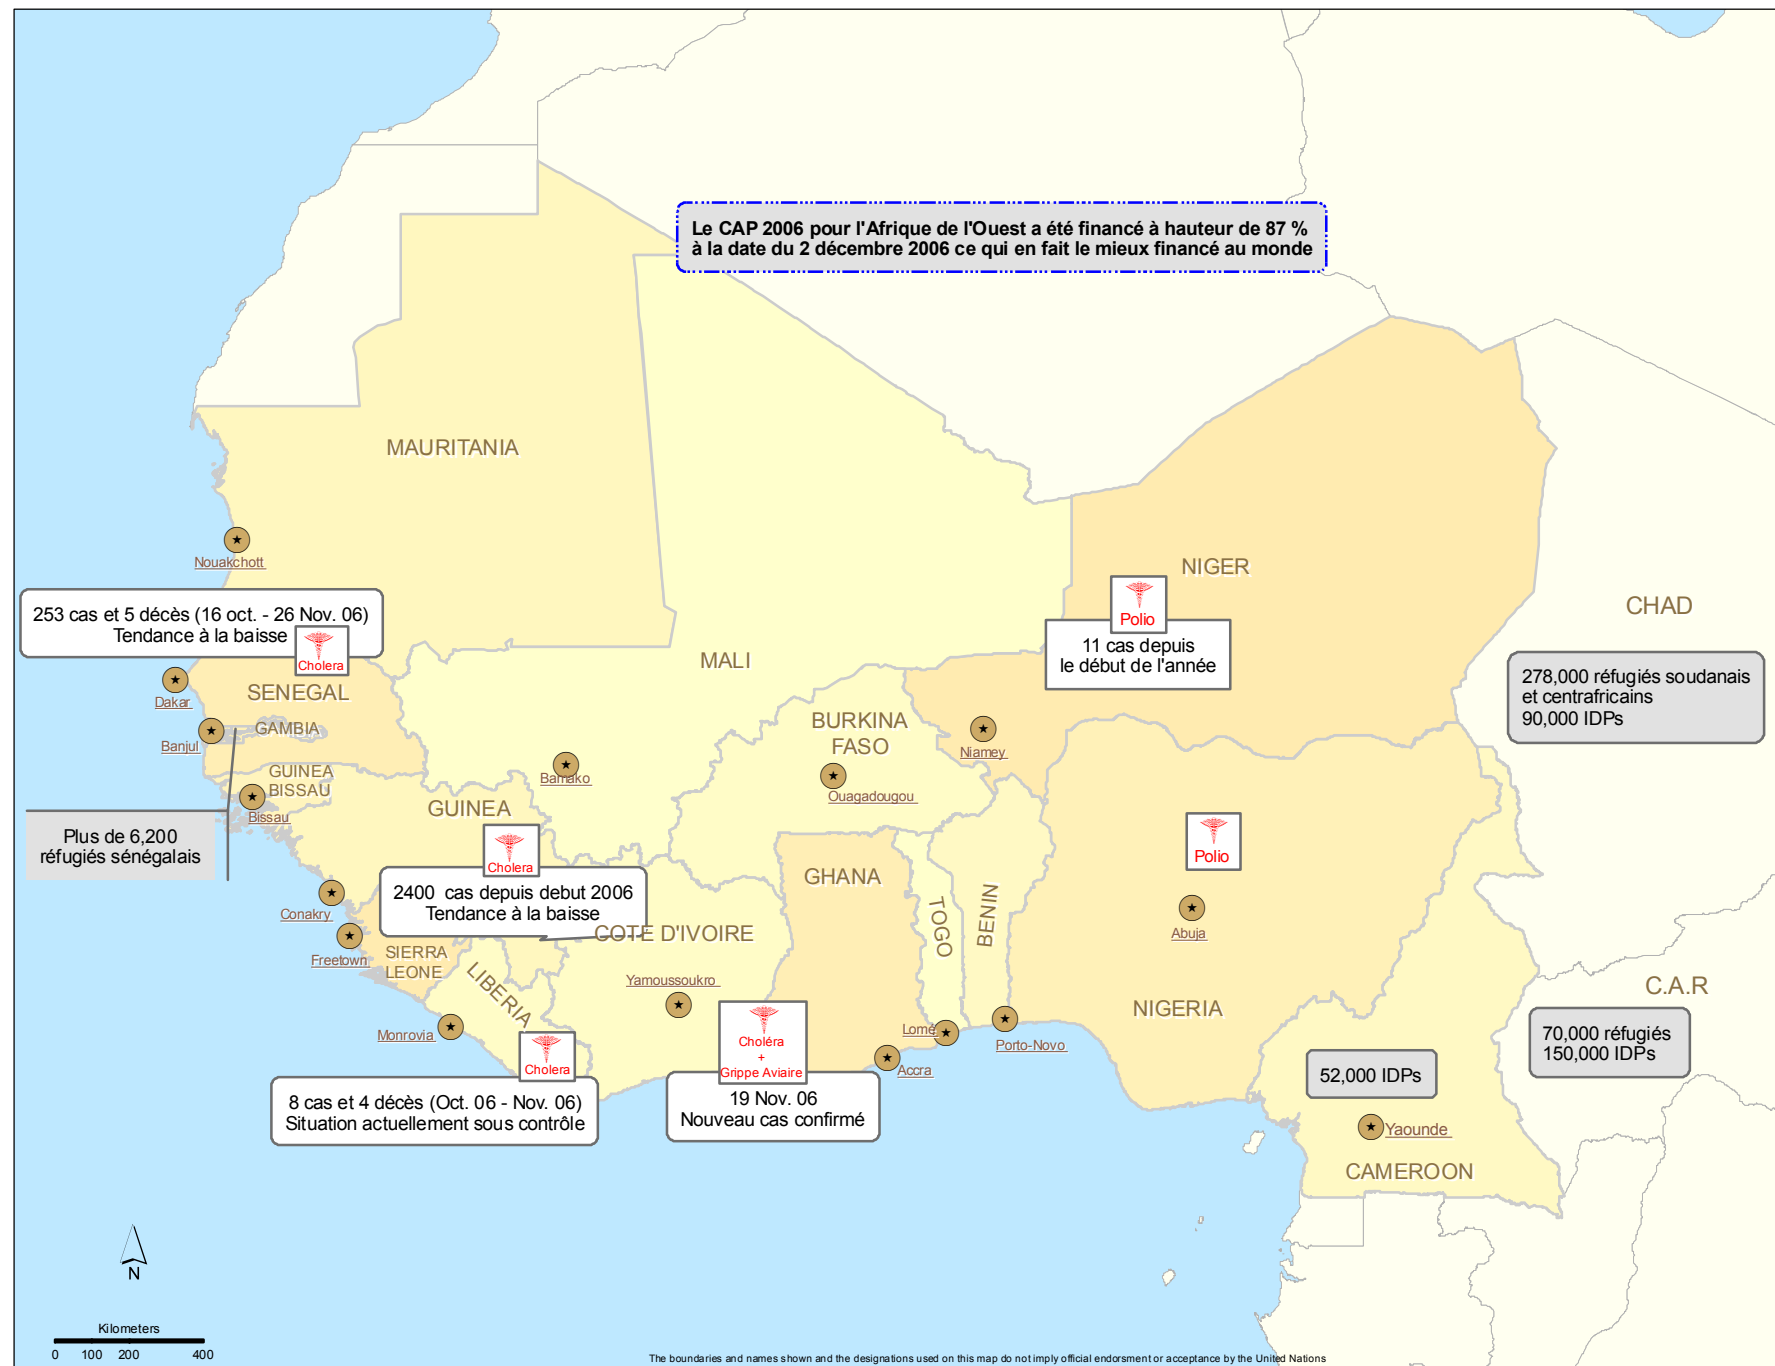 Le CAP 2006 pour l'Afrique de l'Ouest a été financé à hauteur de 87 %
à la date du 2 décembre 2006 ce qui en fait le mieux financé au monde
MAURITANIA
Nouakchott
NIGER
CHAD
Polio
11 cas depuis
le début de l'année
253 cas et 5 décès (16 oct. - 26 Nov. 06)
Tendance à la baisse
Cholera
MALI
278,000 réfugiés soudanais
et centrafricains
90,000 IDPs
SENEGAL
Dakar
GAMBIA
Banjul
BURKINA
FASO
Niamey
Bamako
Ouagadougou
GUINEA
BISSAU
Bissau
GUINEA
Plus de 6,200
réfugiés sénégalais
Cholera
2400 cas depuis debut 2006
Tendance à la baisse
GHANA
Polio
TOGO
BENIN
Conakry
Abuja
COTE D'IVOIRE
Freetown
SIERRA
LEONE
LIBERIA
Yamoussoukro
C.A.R
NIGERIA
Monrovia
Lomé
Porto-Novo
70,000 réfugiés
150,000 IDPs
Choléra
+
Grippe Aviaire
Accra
Cholera
52,000 IDPs
8 cas et 4 décès (Oct. 06 - Nov. 06)
Situation actuellement sous contrôle
19 Nov. 06
Nouveau cas confirmé
Yaounde
CAMEROON
N
Kilometers
0 100 200 400
The boundaries and names shown and the designations used on this map do not imply official endorsment or acceptance by the United Nations